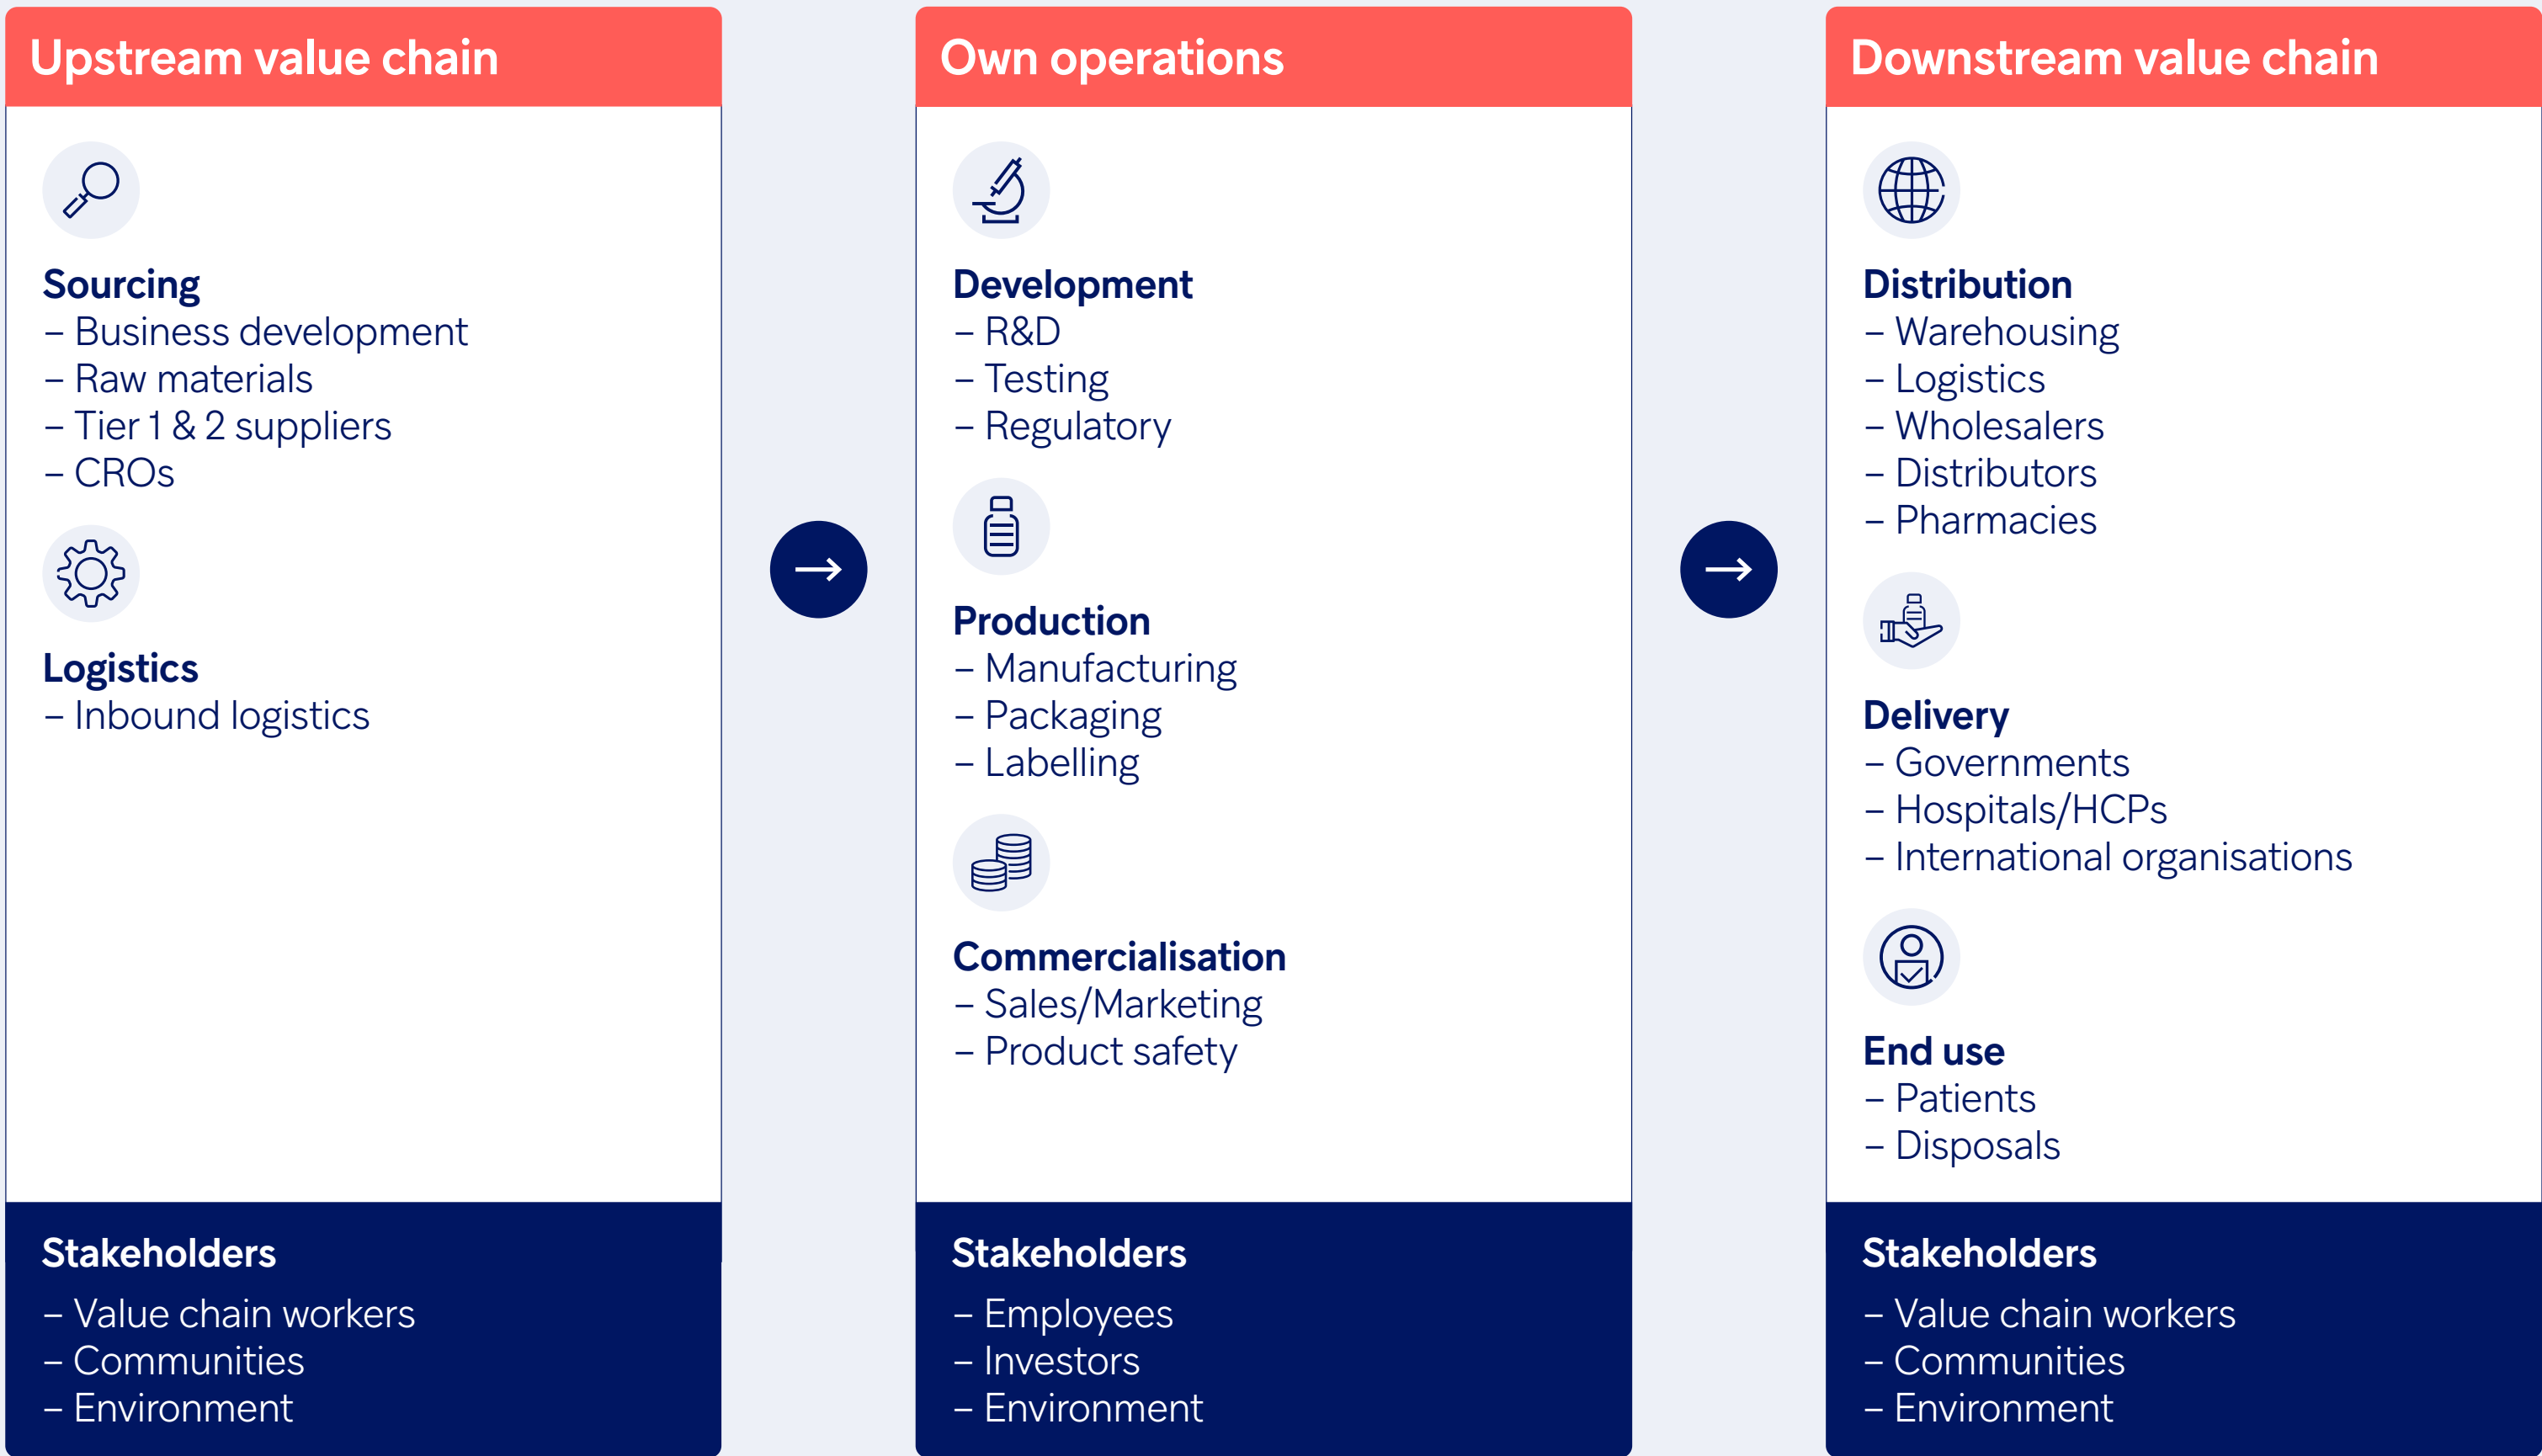 Upstream value chain
Sourcing
– Business development
– Raw materials
– Tier 1 & 2 suppliers
– CROs
Logistics
– Inbound logistics
Stakeholders
– Value chain workers
– Communities
– Environment
Own operations
Development
– R&D
– Testing
– Regulatory
Production
– Manufacturing
– Packaging
– Labelling
Commercialisation
– Sales/Marketing
– Product safety
Stakeholders
– Employees
– Investors
– Environment
Downstream value chain
Distribution
– Warehousing
– Logistics
– Wholesalers
– Distributors
– Pharmacies
Delivery
– Governments
– Hospitals/HCPs
– International organisations
End use
– Patients
– Disposals
Stakeholders
– Value chain workers
– Communities
– Environment